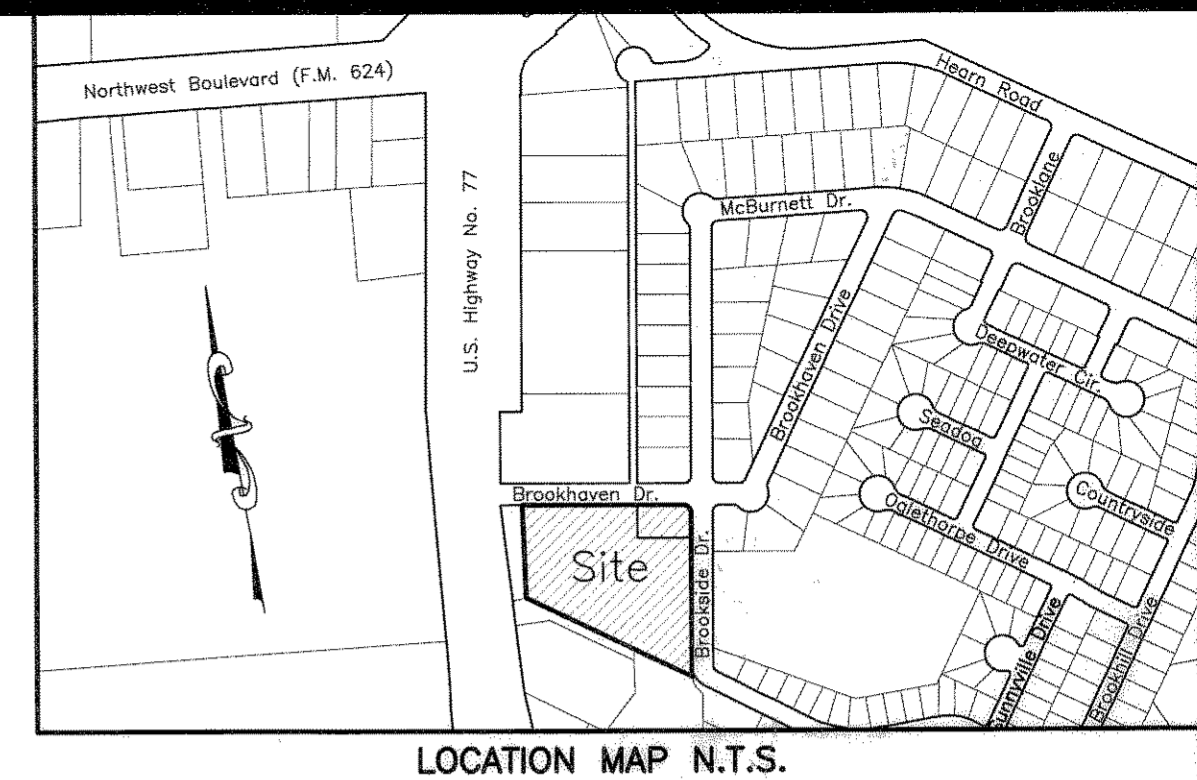 Northwest Boulevard (F.M. 624)
Hearn Road
U.S. Highway No. 77
Brooklane
McBurnett Dr.
Brookhaven Drive
Deepwater Cir.
Seadog
Countryside
Brookhaven Dr.
Oglethorpe Drive
Site
Brookside Dr.
Sunnyville Drive
Brookhill Drive
LOCATION MAP N.T.S.